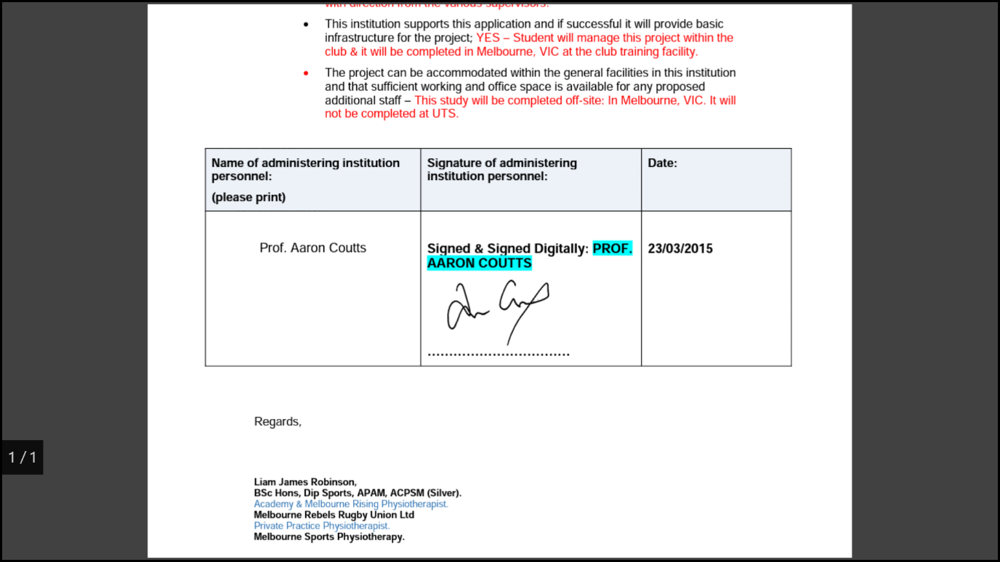 with direction from the various supervisors.
• This institution supports this application and if successful it will provide basic
infrastructure for the project; YES – Student will manage this project within the
club & it will be completed in Melbourne, VIC at the club training facility.
• The project can be accommodated within the general facilities in this institution
and that sufficient working and office space is available for any proposed
additional staff – This study will be completed off-site: In Melbourne, VIC. It will
not be completed at UTS.
Name of administering institution
personnel:
(please print)
Signature of administering
institution personnel:
Date:
Prof. Aaron Coutts
Signed & Signed Digitally: PROF.
AARON COUTTS
.................................
23/03/2015
Regards,
1 / 1
Liam James Robinson,
BSc Hons, Dip Sports, APAM, ACPSM (Silver).
Academy & Melbourne Rising Physiotherapist.
Melbourne Rebels Rugby Union Ltd
Private Practice Physiotherapist.
Melbourne Sports Physiotherapy.